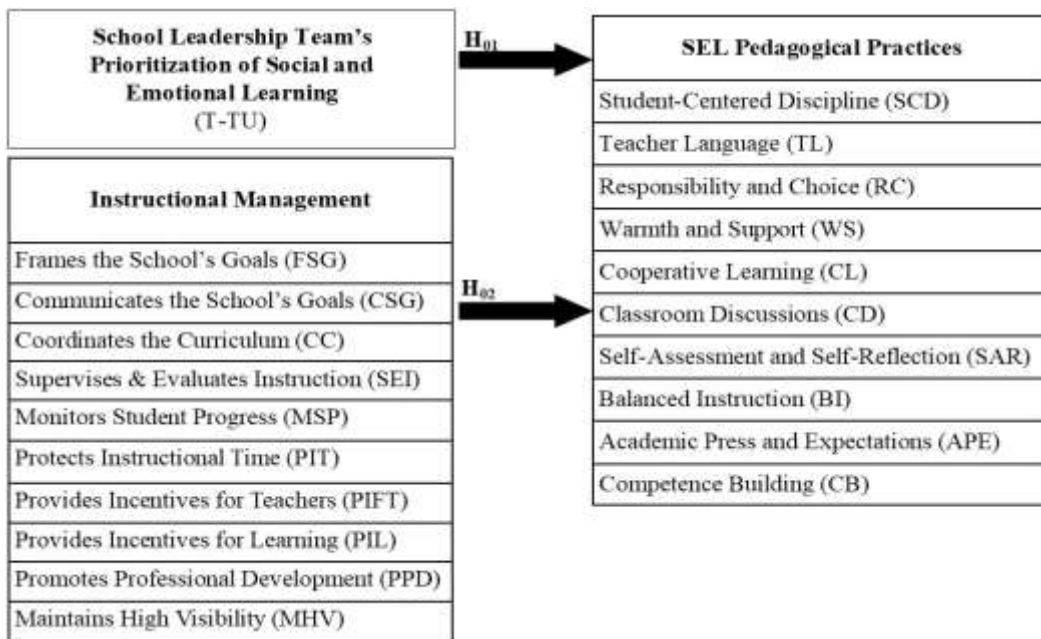 School Leadership Team's
Prioritization of Social and
Emotional Learning
(T-TU)
H01
SEL Pedagogical Practices
Student-Centered Discipline (SCD)
Teacher Language (TL)
Responsibility and Choice (RC)
Warmth and Support (WS)
Cooperative Learning (CL)
Classroom Discussions (CD)
Self-Assessment and Self-Reflection (SAR)
Balanced Instruction (BI)
Academic Press and Expectations (APE)
Competence Building (CB)
Instructional Management
Frames the School's Goals (FSG)
Communicates the School's Goals (CSG)
Coordinates the Curriculum (CC)
Supervises & Evaluates Instruction (SEI)
Monitors Student Progress (MSP)
Protects Instructional Time (PIT)
Provides Incentives for Teachers (PIFT)
Provides Incentives for Learning (PIL)
Promotes Professional Development (PPD)
Maintains High Visibility (MHV)
H02